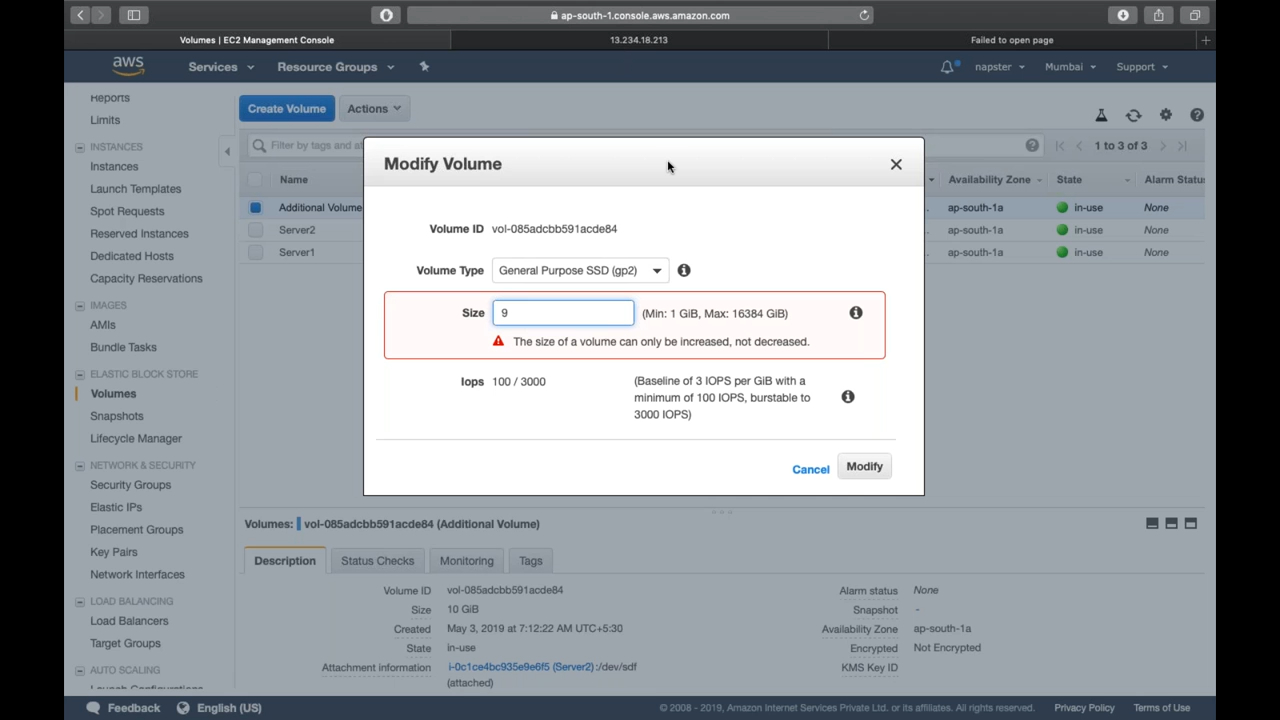 ap-south-1.console.aws.amazon.com
Volumes | EC2 Management Console
13.234.18.213
Failed to open page
aws
Services
Resource Groups
napster
Mumbai
Support
Reports
Limits
INSTANCES
Instances
Launch Templates
Spot Requests
Reserved Instances
Dedicated Hosts
Capacity Reservations
IMAGES
AMIs
Bundle Tasks
ELASTIC BLOCK STORE
Volumes
Snapshots
Lifecycle Manager
NETWORK & SECURITY
Security Groups
Elastic IPs
Placement Groups
Key Pairs
Network Interfaces
LOAD BALANCING
Load Balancers
Target Groups
AUTO SCALING
Launch Configurations
Create Volume
Actions
Filter by tags and at
1 to 3 of 3
Name
Availability Zone
State
Alarm Status
Additional Volume
ap-south-1a
in-use
None
Server2
ap-south-1a
in-use
None
Server1
ap-south-1a
in-use
None
Modify Volume
Volume ID vol-085adcbb591acde84
Volume Type General Purpose SSD (gp2)
Size 9 (Min: 1 GiB, Max: 16384 GiB)
The size of a volume can only be increased, not decreased.
Iops 100 / 3000
(Baseline of 3 IPOS per GiB with a
minimum of 100 IOPS, burstable to
3000 IOPS)
Cancel
Modify
Volumes: vol-085adcbb591acde84 (Additional Volume)
Description
Status Checks
Monitoring
Tags
Volume ID vol-085adcbb591acde84
Alarm status None
Size 10 GiB
Snapshot -
Created May 3, 2019 at 7:12:22 AM UTC+5:30
Availability Zone ap-south-1a
State in-use
Encrypted Not Encrypted
Attachment information i-0c1ce4bc935e9e6f5 (Server2):/dev/sdf
(attached)
KMS Key ID
Feedback
English (US)
© 2008 - 2019, Amazon Internet Services Private Ltd. or its affiliates. All rights reserved.
Privacy Policy
Terms of Use